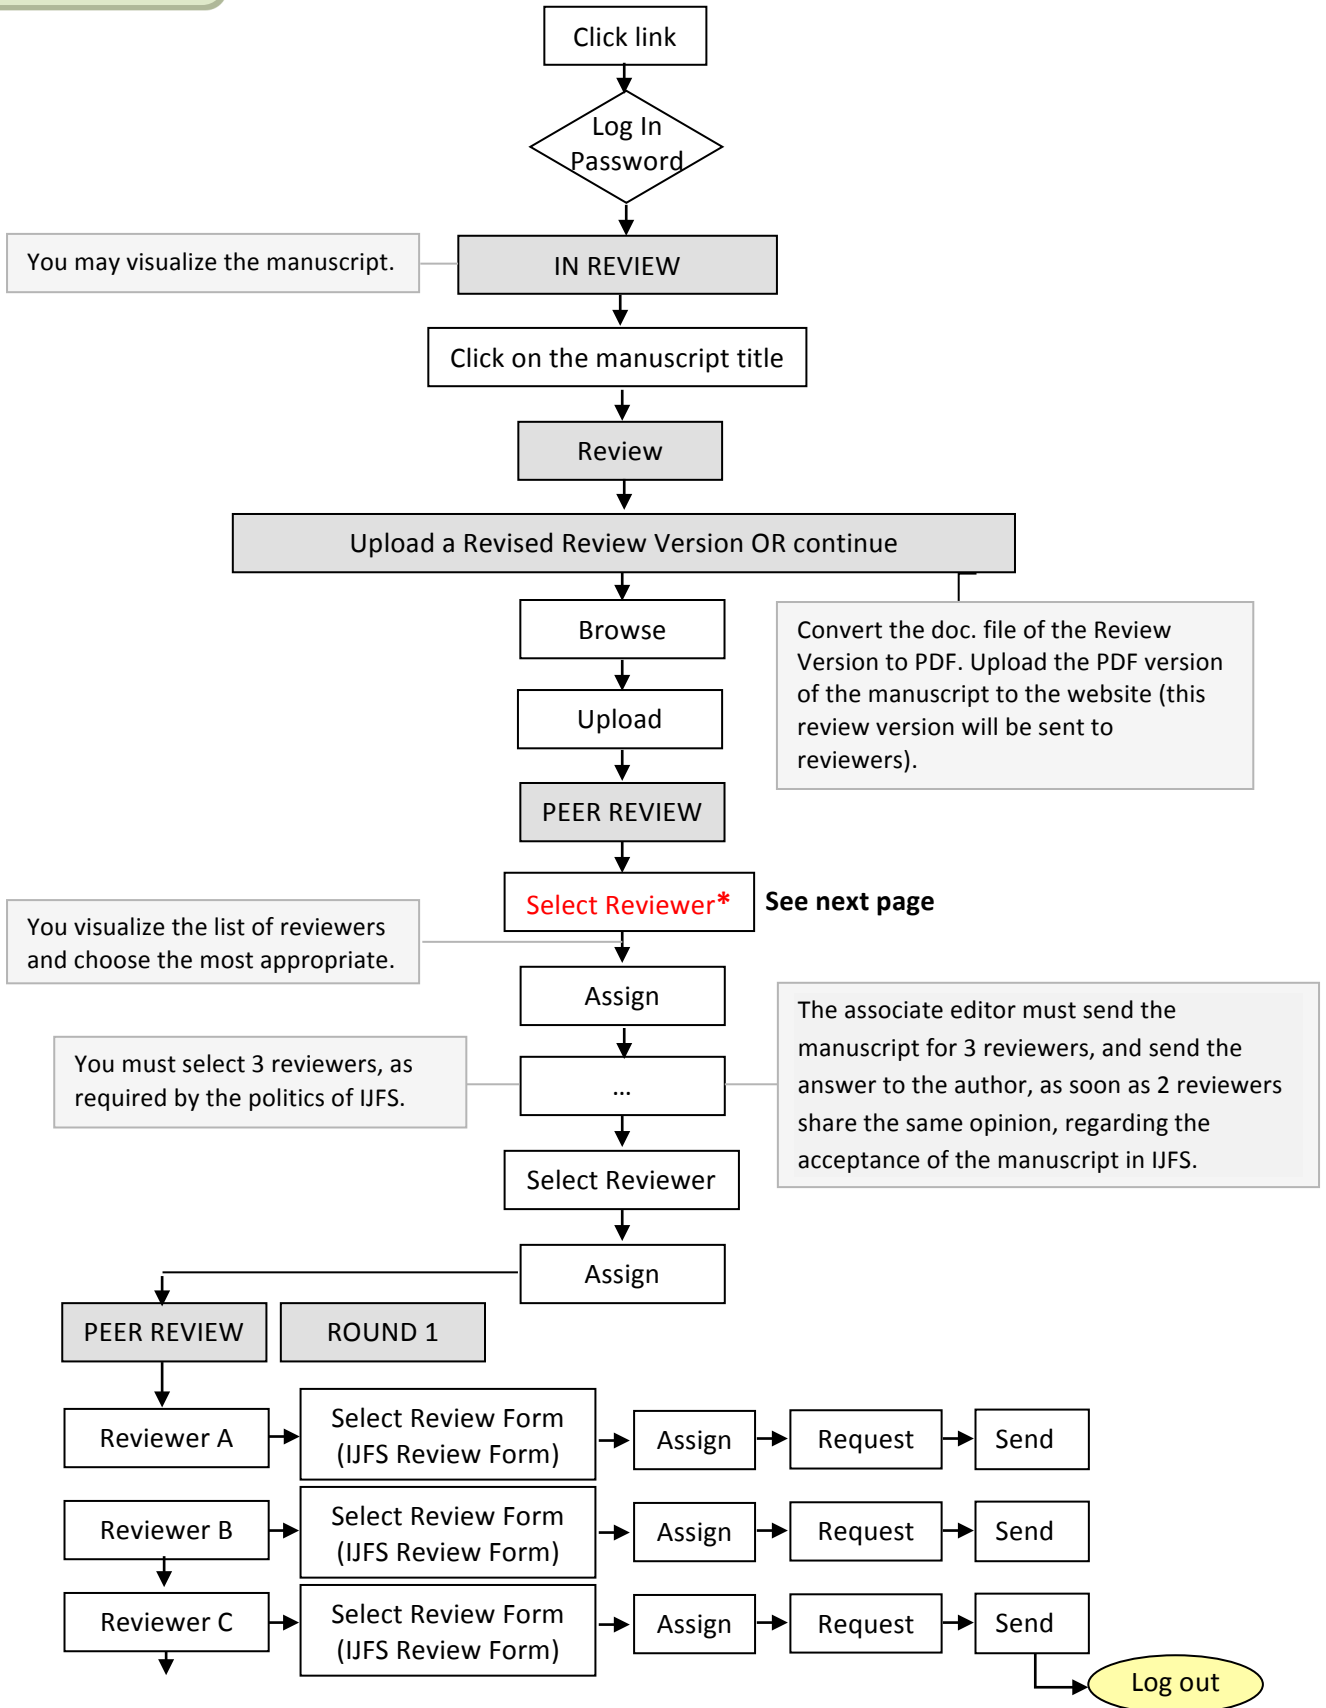 Click link
Log In
Password
You may visualize the manuscript.
IN REVIEW
Click on the manuscript title
Review
Upload a Revised Review Version OR continue
Browse
Convert the doc. file of the Review
Version to PDF. Upload the PDF version
of the manuscript to the website (this
review version will be sent to
reviewers).
Upload
PEER REVIEW
Select Reviewer*
See next page
You visualize the list of reviewers
and choose the most appropriate.
Assign
You must select 3 reviewers, as
required by the politics of IJFS.
...
The associate editor must send the
manuscript for 3 reviewers, and send the
answer to the author, as soon as 2 reviewers
share the same opinion, regarding the
acceptance of the manuscript in IJFS.
Select Reviewer
Assign
PEER REVIEW
ROUND 1
Reviewer A
Select Review Form
(IJFS Review Form)
Assign
Request
Send
Reviewer B
Select Review Form
(IJFS Review Form)
Assign
Request
Send
Reviewer C
Select Review Form
(IJFS Review Form)
Assign
Request
Send
Log out